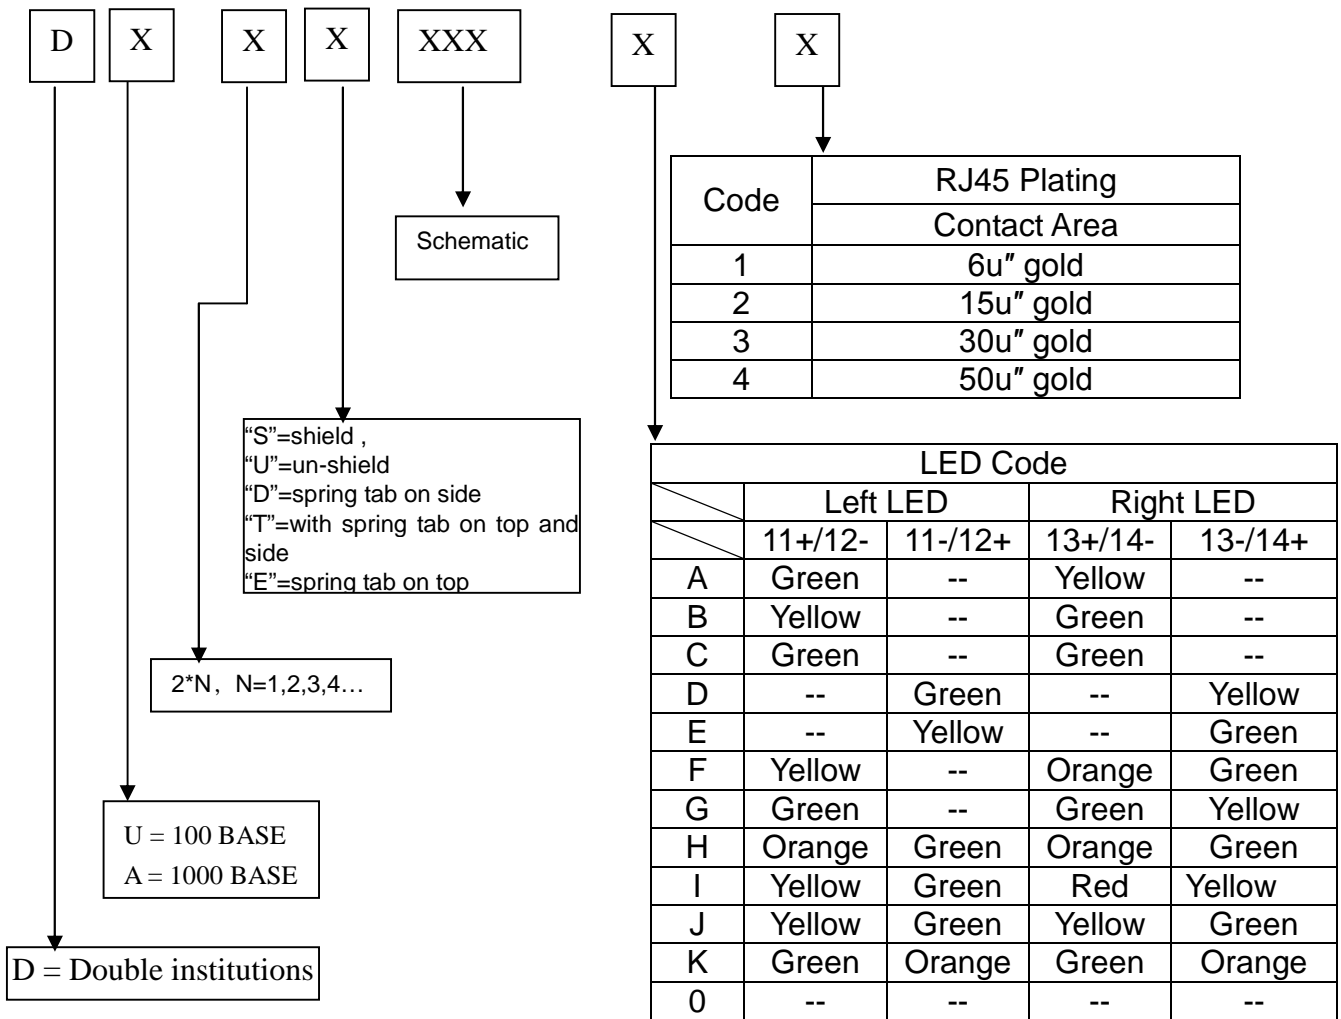 D X X X XXX X X
Code RJ45 Plating
Contact Area
1 6u″ gold
2 15u″ gold
3 30u″ gold
4 50u″ gold
Schematic
“S”=shield ,
“U”=un-shield
“D”=spring tab on side
“T”=with spring tab on top and
side
“E”=spring tab on top
2*N, N=1,2,3,4…
U = 100 BASE
A = 1000 BASE
D = Double institutions
LED Code
Left LED Right LED
11+/12- 11-/12+ 13+/14- 13-/14+
A Green -- Yellow --
B Yellow -- Green --
C Green -- Green --
D -- Green -- Yellow
E -- Yellow -- Green
F Yellow -- Orange Green
G Green -- Green Yellow
H Orange Green Orange Green
I Yellow Green Red Yellow
J Yellow Green Yellow Green
K Green Orange Green Orange
0 -- -- -- --